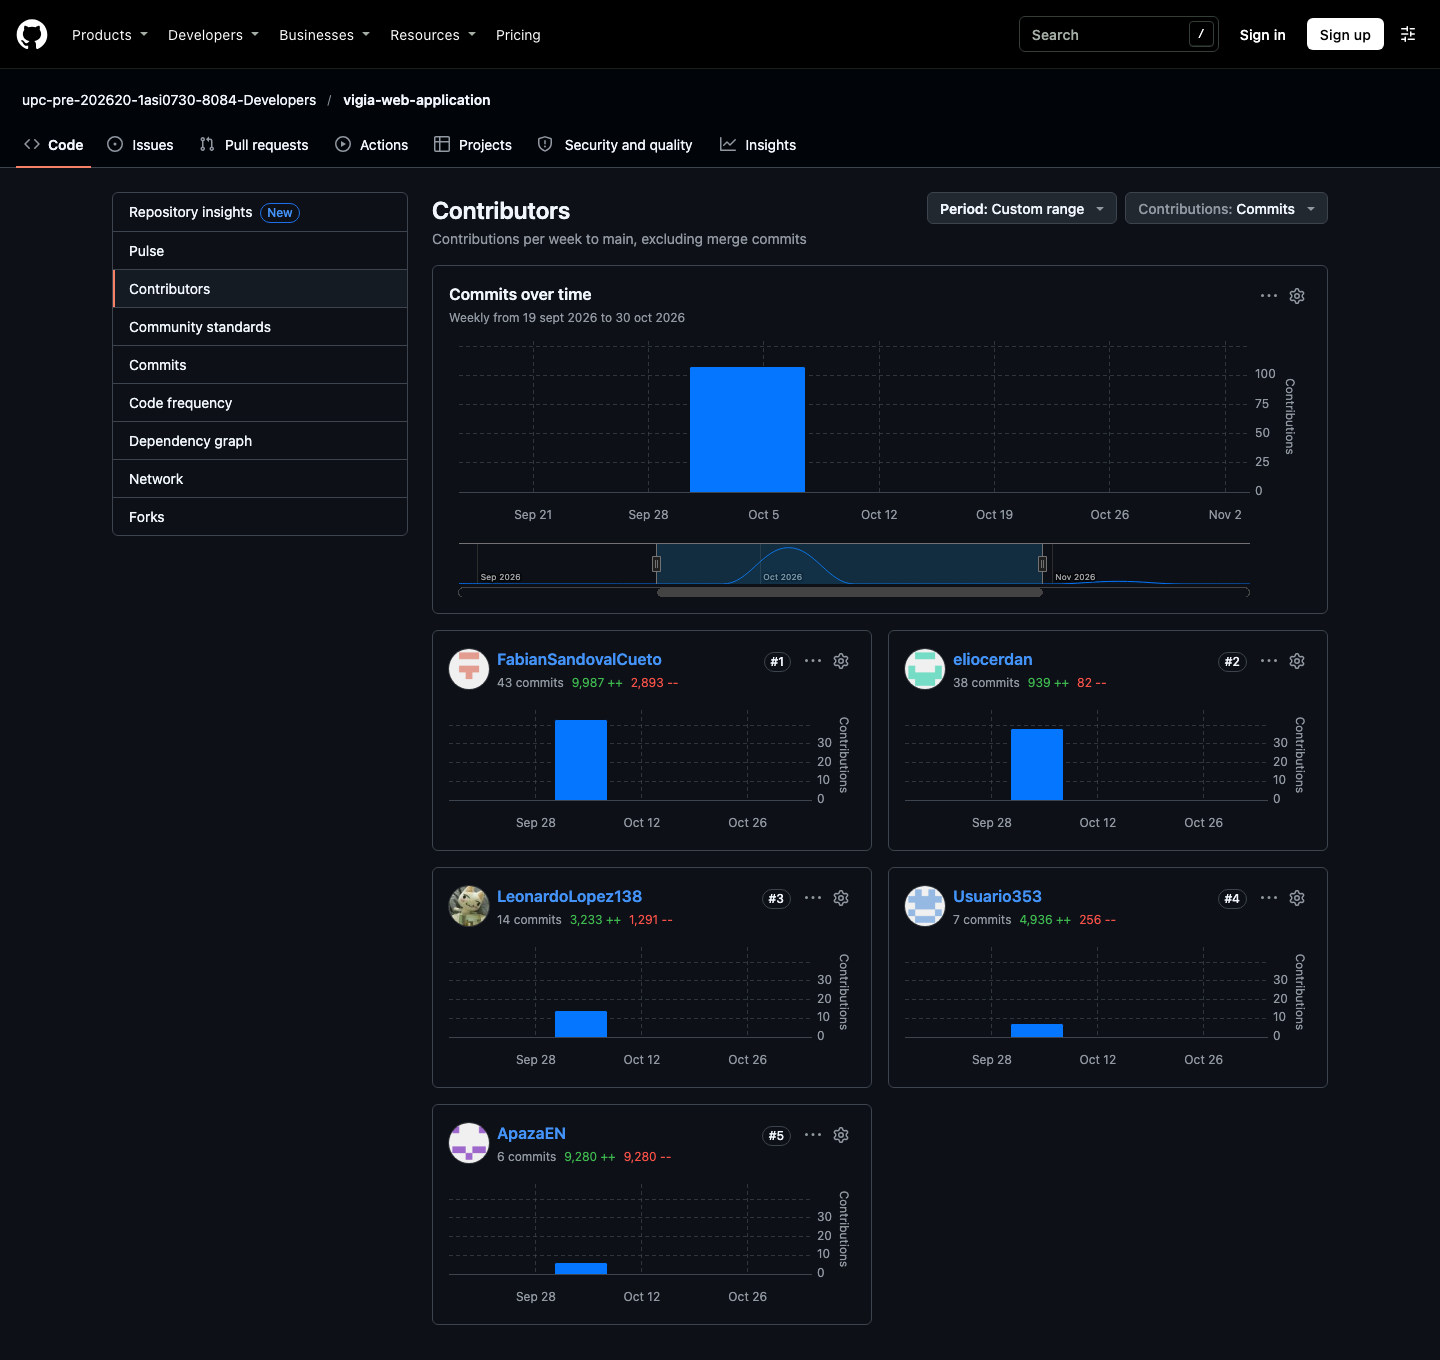 Products Developers Businesses Resources Pricing Search / Sign in Sign up
upc-pre-202620-1asi0730-8084-Developers / vigia-web-application
Code Issues Pull requests Actions Projects Security and quality Insights
Repository insights New
Pulse
Contributors
Community standards
Commits
Code frequency
Dependency graph
Network
Forks
Contributors
Period: Custom range Contributions: Commits
Contributions per week to main, excluding merge commits
Commits over time
Weekly from 19 sept 2026 to 30 oct 2026
100
75
50
25
0
Contributions
Sep 21 Sep 28 Oct 5 Oct 12 Oct 19 Oct 26 Nov 2
Sep 2026 Oct 2026 Nov 2026
FabianSandovalCueto #1
43 commits 9,987 ++ 2,893 --
30
20
10
0
Contributions
Sep 28 Oct 12 Oct 26
eliocerdan #2
38 commits 939 ++ 82 --
30
20
10
0
Contributions
Sep 28 Oct 12 Oct 26
LeonardoLopez138 #3
14 commits 3,233 ++ 1,291 --
30
20
10
0
Contributions
Sep 28 Oct 12 Oct 26
Usuario353 #4
7 commits 4,936 ++ 256 --
30
20
10
0
Contributions
Sep 28 Oct 12 Oct 26
ApazaEN #5
6 commits 9,280 ++ 9,280 --
30
20
10
0
Contributions
Sep 28 Oct 12 Oct 26